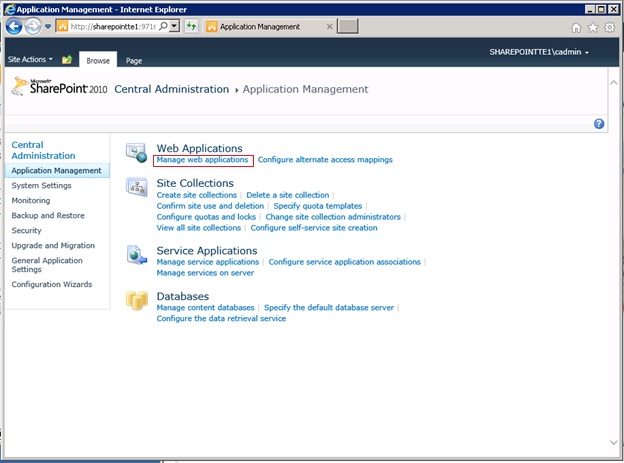 Application Management - Internet Explorer
http://sharepointte1:971
Application Management
SHAREPOINTTE1\cadmin
Site Actions
Browse
Page
Microsoft
SharePoint 2010 Central Administration Application Management
Central Administration
Application Management
System Settings
Monitoring
Backup and Restore
Security
Upgrade and Migration
General Application
Settings
Configuration Wizards
Web Applications
Manage web applications Configure alternate access mappings
Site Collections
Create site collections | Delete a site collection |
Confirm site use and deletion | Specify quota templates |
Configure quotas and locks | Change site collection administrators |
View all site collections | Configure self-service site creation
Service Applications
Manage service applications | Configure service application associations |
Manage services on server
Databases
Manage content databases | Specify the default database server |
Configure the data retrieval service